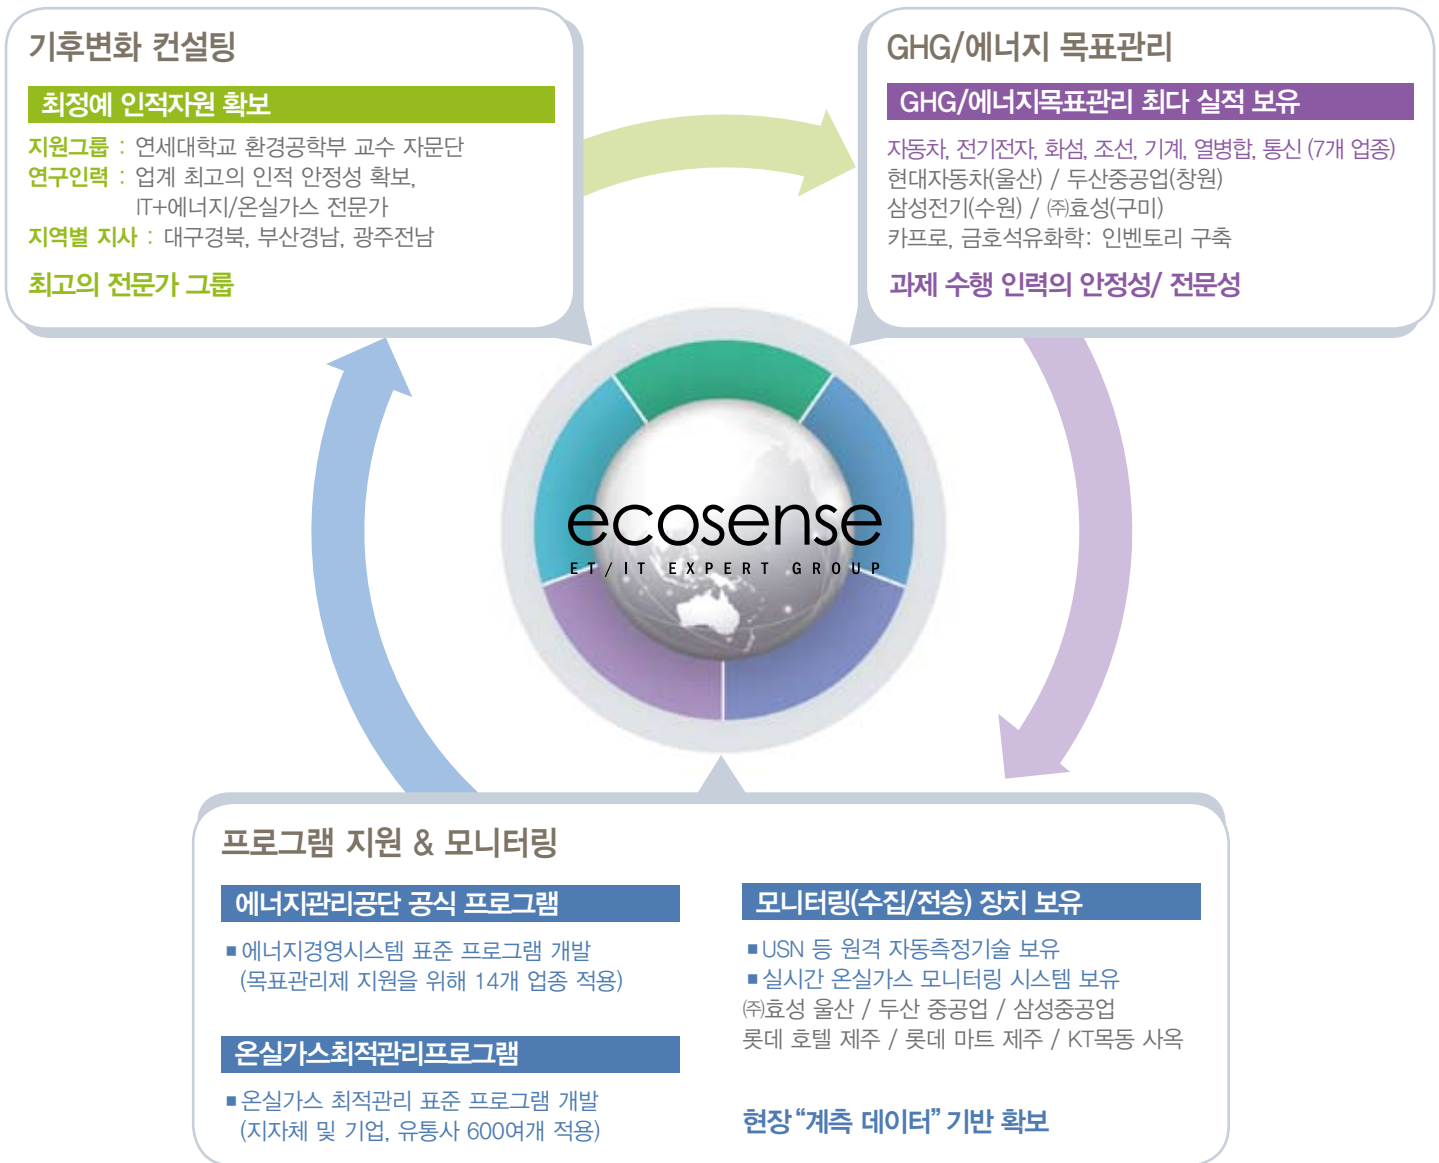 기후변화 컨설팅
최정예 인적자원 확보
지원그룹 : 연세대학교 환경공학부 교수 자문단
연구인력 : 업계 최고의 인적 안정성 확보,
IT+에너지/온실가스 전문가
지역별 지사 : 대구경북, 부산경남, 광주전남
최고의 전문가 그룹
GHG/에너지 목표관리
GHG/에너지목표관리 최다 실적 보유
자동차, 전기전자, 화섬, 조선, 기계, 열병합, 통신 (7개 업종)
현대자동차(울산) / 두산중공업(창원)
삼성전기(수원) / ㈜효성(구미)
카프로, 금호석유화학: 인벤토리 구축
과제 수행 인력의 안정성/ 전문성
ecosense
ET/IT EXPERT GROUP
프로그램 지원 & 모니터링
에너지관리공단 공식 프로그램
■ 에너지경영시스템 표준 프로그램 개발
(목표관리제 지원을 위해 14개 업종 적용)
온실가스최적관리프로그램
■ 온실가스 최적관리 표준 프로그램 개발
(지자체 및 기업, 유통사 600여개 적용)
모니터링(수집/전송) 장치 보유
■ USN 등 원격 자동측정기술 보유
■ 실시간 온실가스 모니터링 시스템 보유
㈜효성 울산 / 두산 중공업 / 삼성중공업
롯데 호텔 제주 / 롯데 마트 제주 / KT목동 사옥
현장 “계측 데이터” 기반 확보